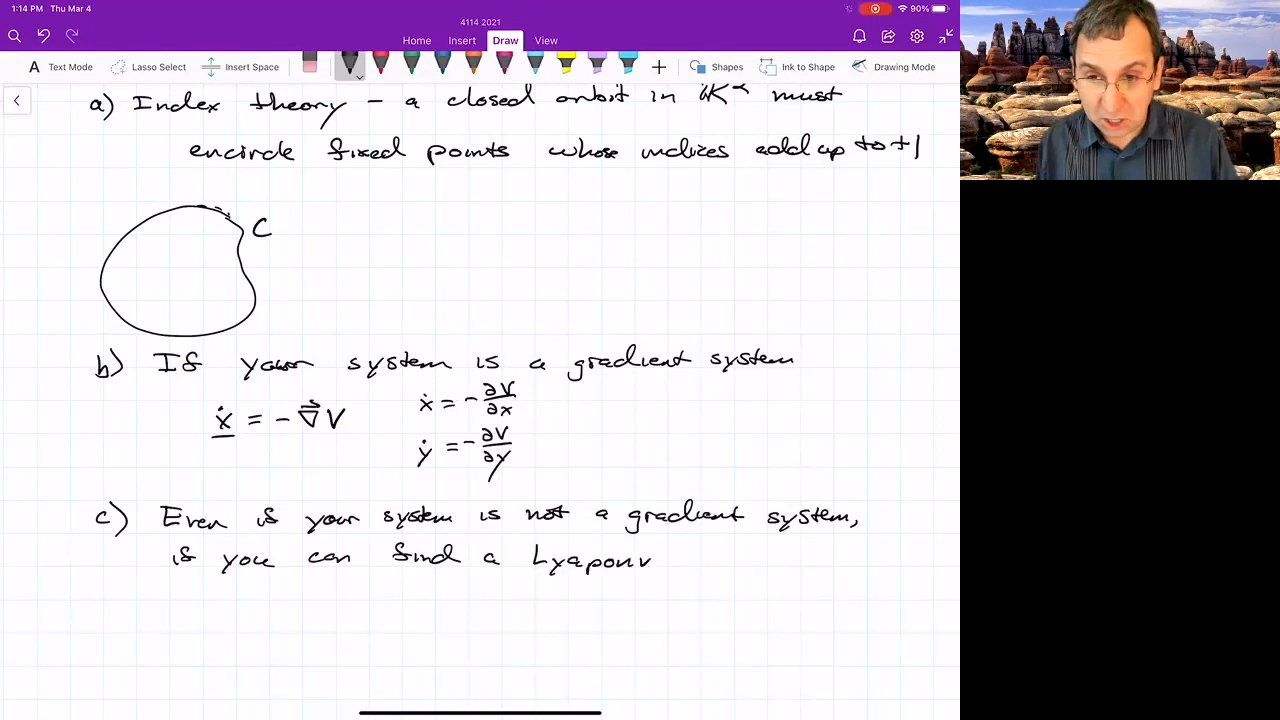 1:14 PM Thu Mar 4
90%
4114 2021
Home Insert Draw View
Text Mode Lasso Select Insert Space Shapes Ink to Shape Drawing Mode
a) Index theory - a closed orbit in ℝ² must
encircle fixed points whose indices add up to +1
C
b) If your system is a gradient system
ẋ = - ∇⃗V
ẋ = - ∂V/∂x
ẏ = - ∂V/∂y
c) Even if your system is not a gradient system,
if you can find a Lyaponv